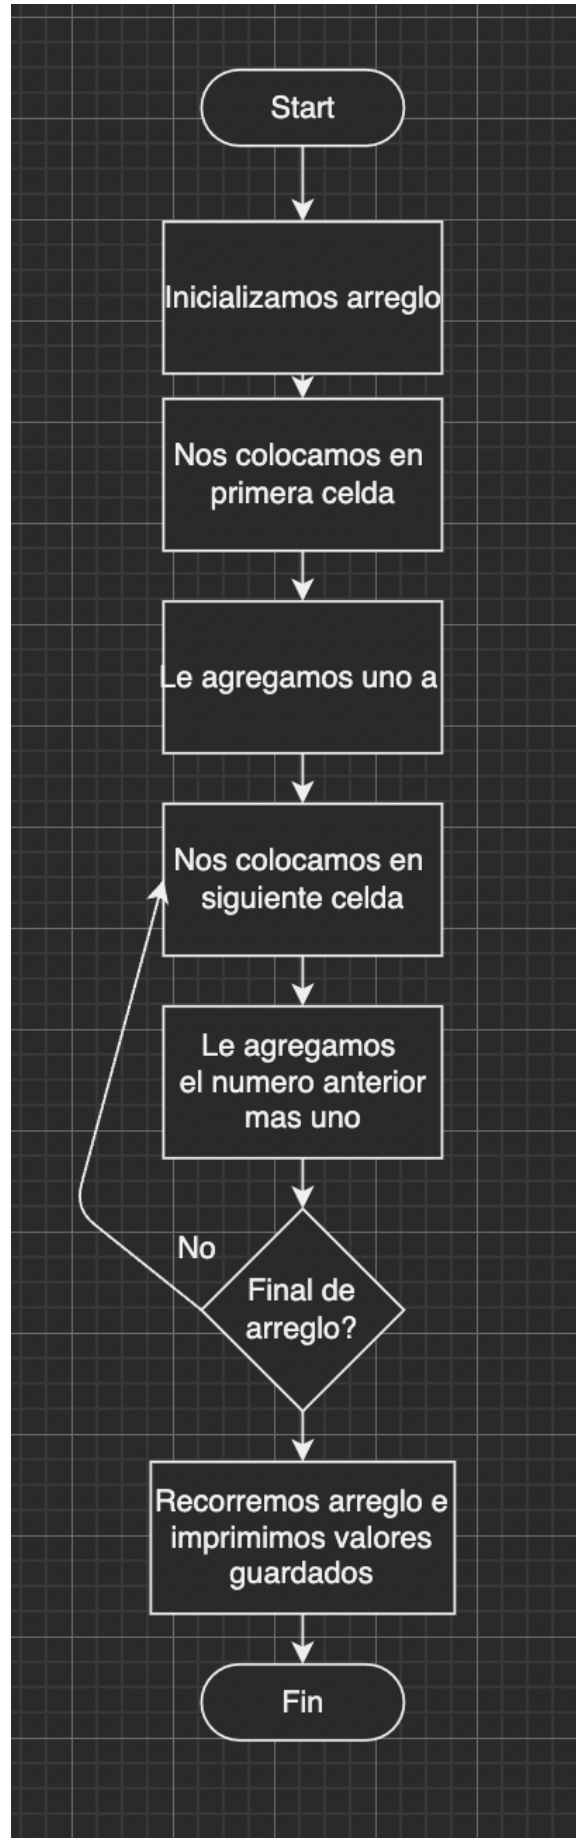 Start
Inicializamos arreglo
Nos colocamos en
primera celda
Le agregamos uno a
Nos colocamos en
siguiente celda
Le agregamos
el numero anterior
mas uno
No
Final de
arreglo?
Recorremos arreglo e
imprimimos valores
guardados
Fin